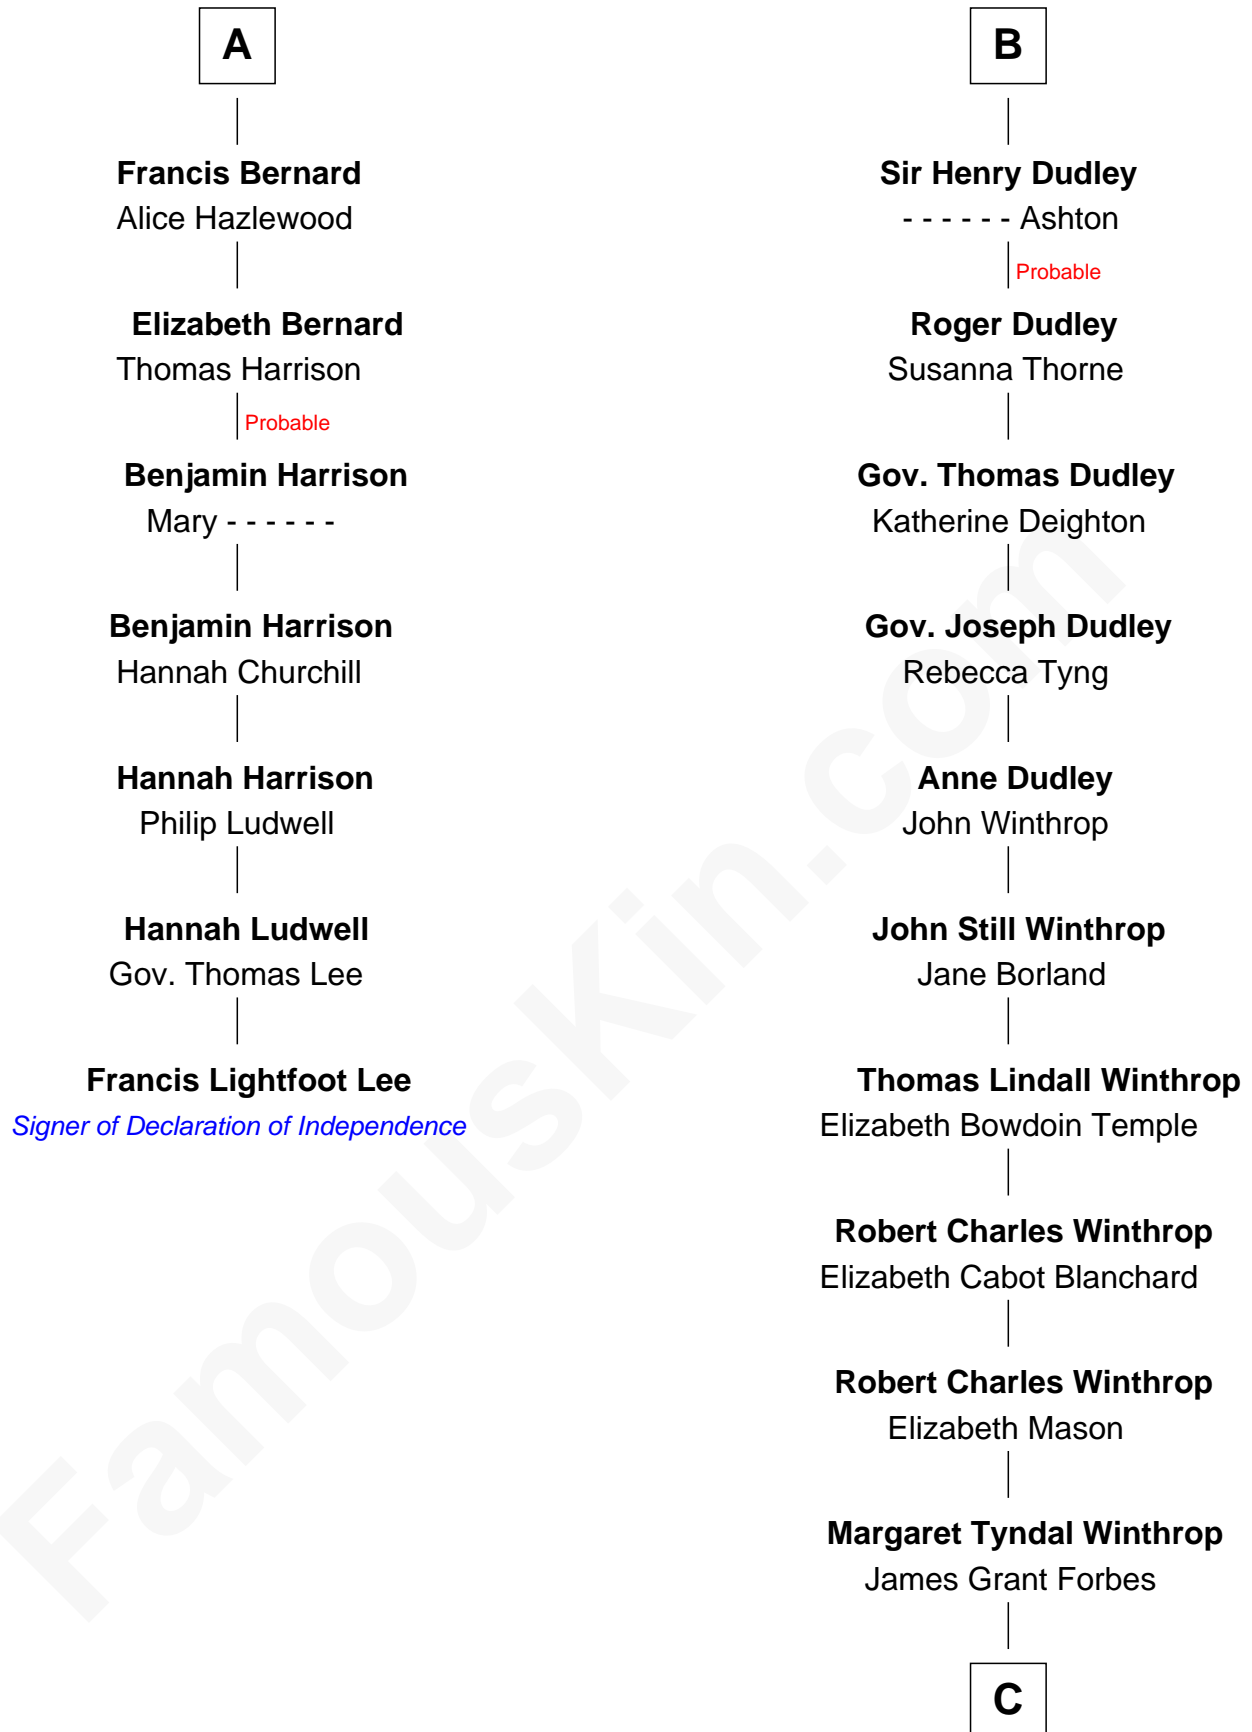 A
Francis Bernard
Alice Hazlewood
Elizabeth Bernard
Thomas Harrison
Probable
Benjamin Harrison
Mary - - - - - -
Benjamin Harrison
Hannah Churchill
Hannah Harrison
Philip Ludwell
Hannah Ludwell
Gov. Thomas Lee
Francis Lightfoot Lee
Signer of Declaration of Independence
B
Sir Henry Dudley
- - - - - - Ashton
Probable
Roger Dudley
Susanna Thorne
Gov. Thomas Dudley
Katherine Deighton
Gov. Joseph Dudley
Rebecca Tyng
Anne Dudley
John Winthrop
John Still Winthrop
Jane Borland
Thomas Lindall Winthrop
Elizabeth Bowdoin Temple
Robert Charles Winthrop
Elizabeth Cabot Blanchard
Robert Charles Winthrop
Elizabeth Mason
Margaret Tyndal Winthrop
James Grant Forbes
C
FamousKin.com